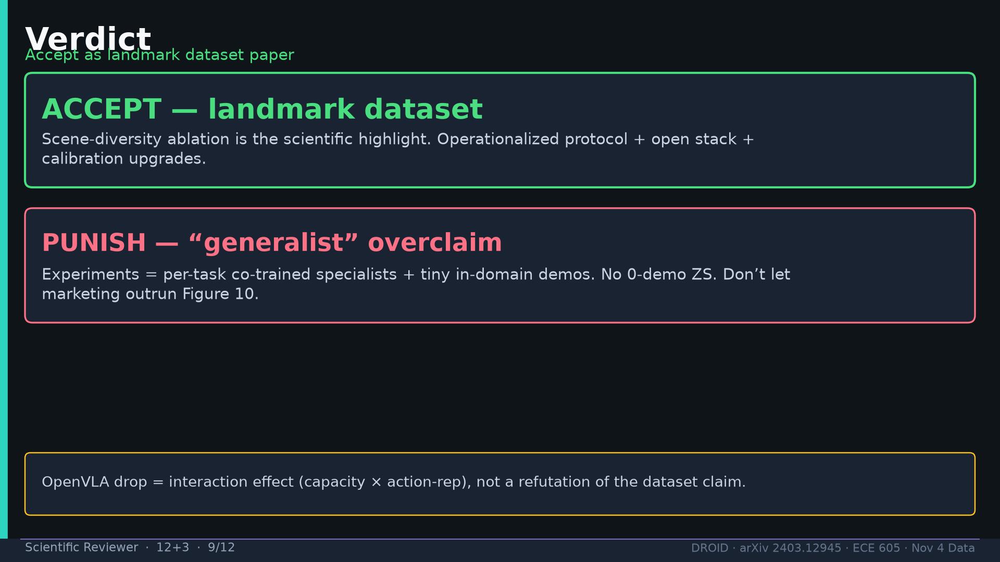 Verdict
Accept as landmark dataset paper
ACCEPT — landmark dataset
Scene-diversity ablation is the scientific highlight. Operationalized protocol + open stack +
calibration upgrades.
PUNISH — “generalist” overclaim
Experiments = per-task co-trained specialists + tiny in-domain demos. No 0-demo ZS. Don’t let
marketing outrun Figure 10.
OpenVLA drop = interaction effect (capacity × action-rep), not a refutation of the dataset claim.
Scientific Reviewer · 12+3 · 9/12
DROID · arXiv 2403.12945 · ECE 605 · Nov 4 Data